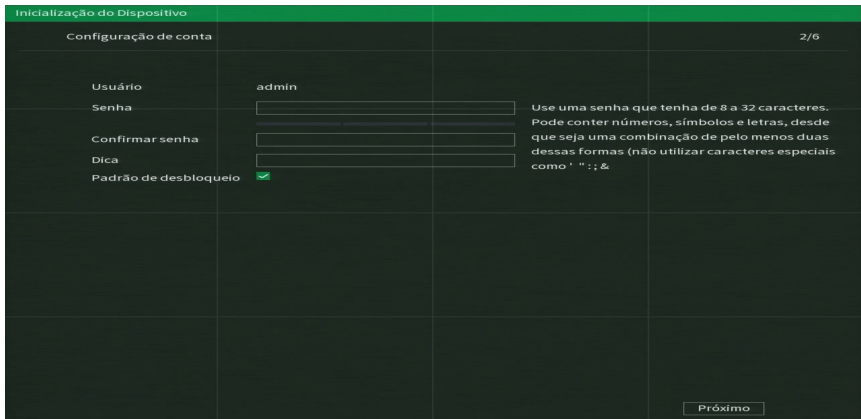 Inicialização do Dispositivo
Configuração de conta 2/6
Usuário admin
Senha
Use uma senha que tenha de 8 a 32 caracteres.
Pode conter números, símbolos e letras, desde
que seja uma combinação de pelo menos duas
dessas formas (não utilizar caracteres especiais
como ' " : ; &
Confirmar senha
Dica
Padrão de desbloqueio
Próximo